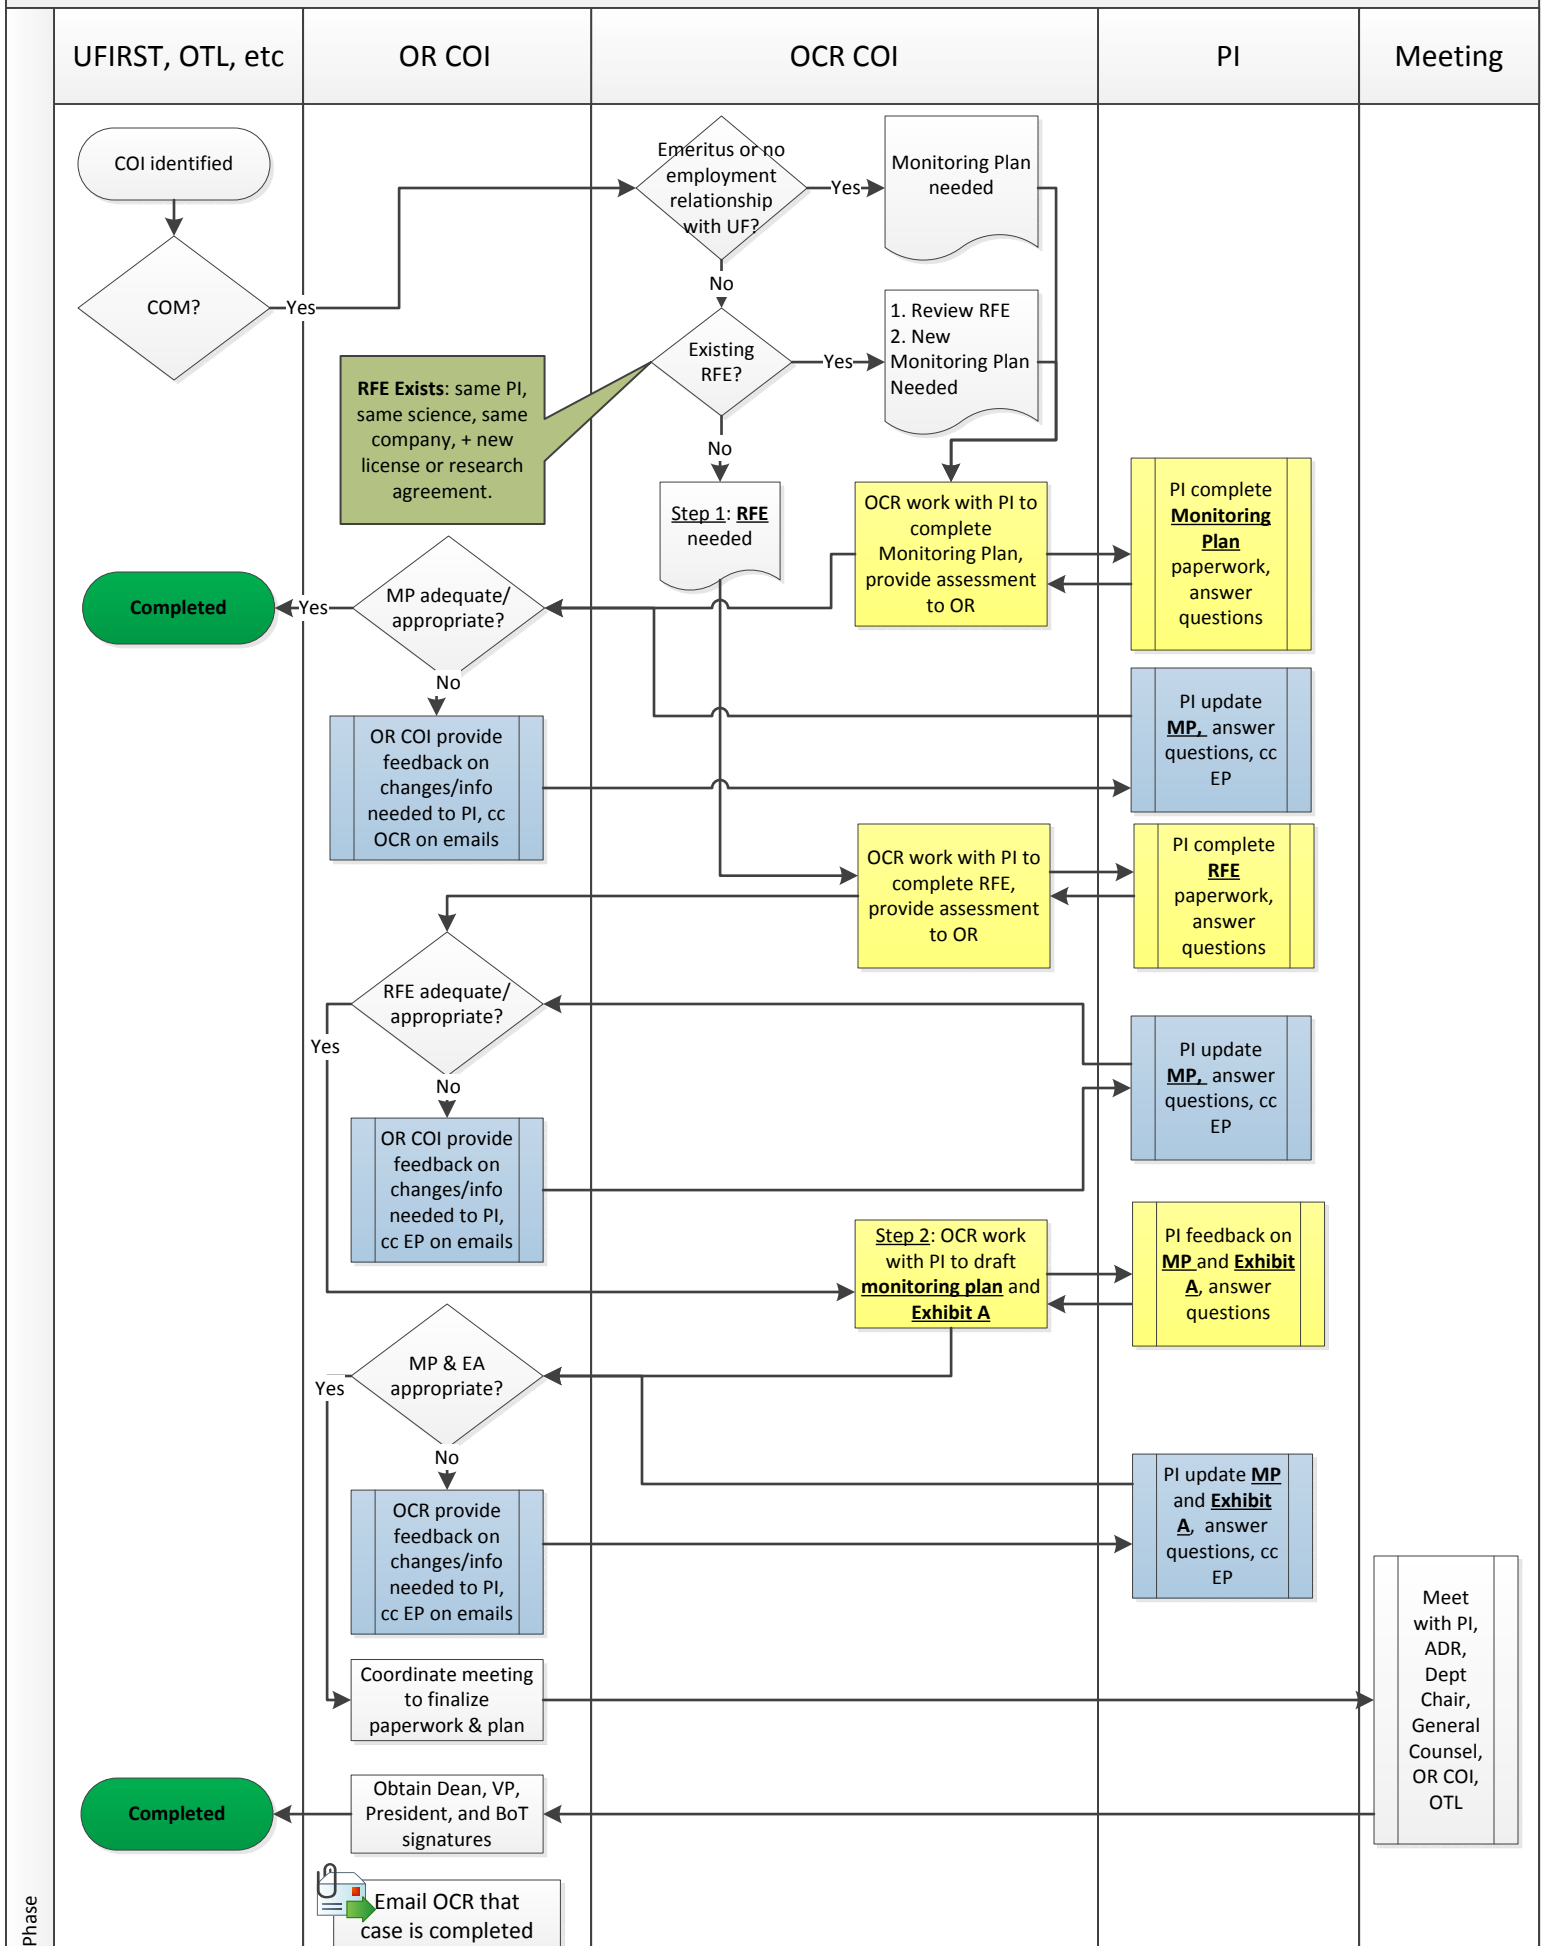 UFIRST, OTL, etc
OR COI
OCR COI
PI
Meeting
COI identified
COM?
Yes
Emeritus or no
employment
relationship
with UF?
Yes
Monitoring Plan
needed
No
Existing
RFE?
Yes
1. Review RFE
2. New
Monitoring Plan
Needed
RFE Exists: same PI,
same science, same
company, + new
license or research
agreement.
No
Step 1: RFE
needed
OCR work with PI to
complete
Monitoring Plan,
provide assessment
to OR
PI complete
Monitoring
Plan
paperwork,
answer
questions
Completed
Yes
MP adequate/
appropriate?
No
OR COI provide
feedback on
changes/info
needed to PI, cc
OCR on emails
PI update
MP, answer
questions, cc
EP
OCR work with PI to
complete RFE,
provide assessment
to OR
PI complete
RFE
paperwork,
answer
questions
RFE adequate/
appropriate?
Yes
No
OR COI provide
feedback on
changes/info
needed to PI,
cc EP on emails
PI update
MP, answer
questions, cc
EP
Step 2: OCR work
with PI to draft
monitoring plan and
Exhibit A
PI feedback on
MP and Exhibit
A, answer
questions
MP & EA
appropriate?
Yes
No
OCR provide
feedback on
changes/info
needed to PI,
cc EP on emails
PI update MP
and Exhibit
A, answer
questions, cc
EP
Coordinate meeting
to finalize
paperwork & plan
Meet
with PI,
ADR,
Dept
Chair,
General
Counsel,
OR COI,
OTL
Completed
Obtain Dean, VP,
President, and BoT
signatures
Email OCR that
case is completed
Phase